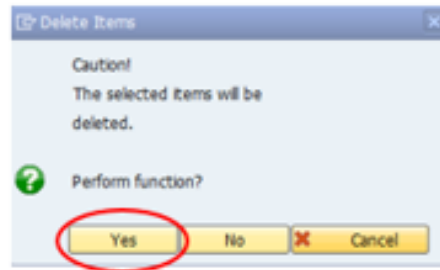 Delete Items
Caution!
The selected items will be
deleted.
Perform function?
Yes No Cancel